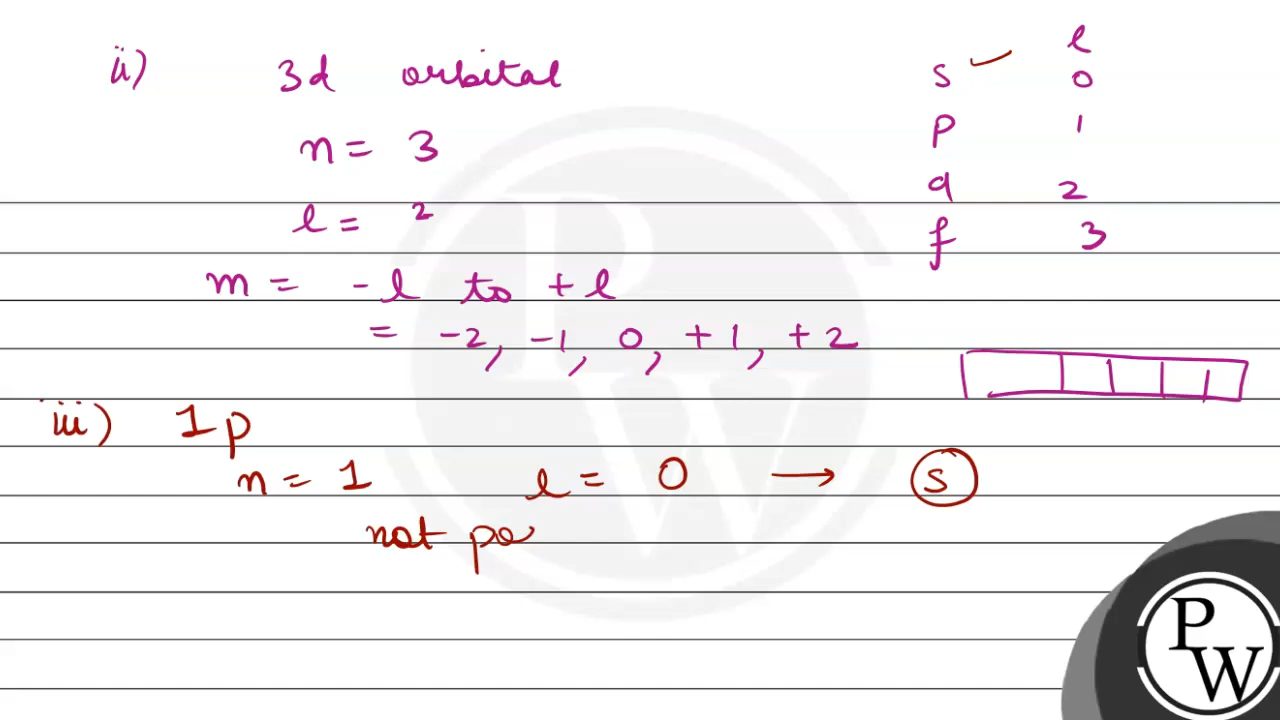 ii) 3d orbital
n = 3
l = 2
m = -l to +l
= -2, -1, 0, +1, +2
l
s ✓ 0
p 1
d 2
f 3
iii) 1p
n = 1 l = 0 → s
not po
PW
PW